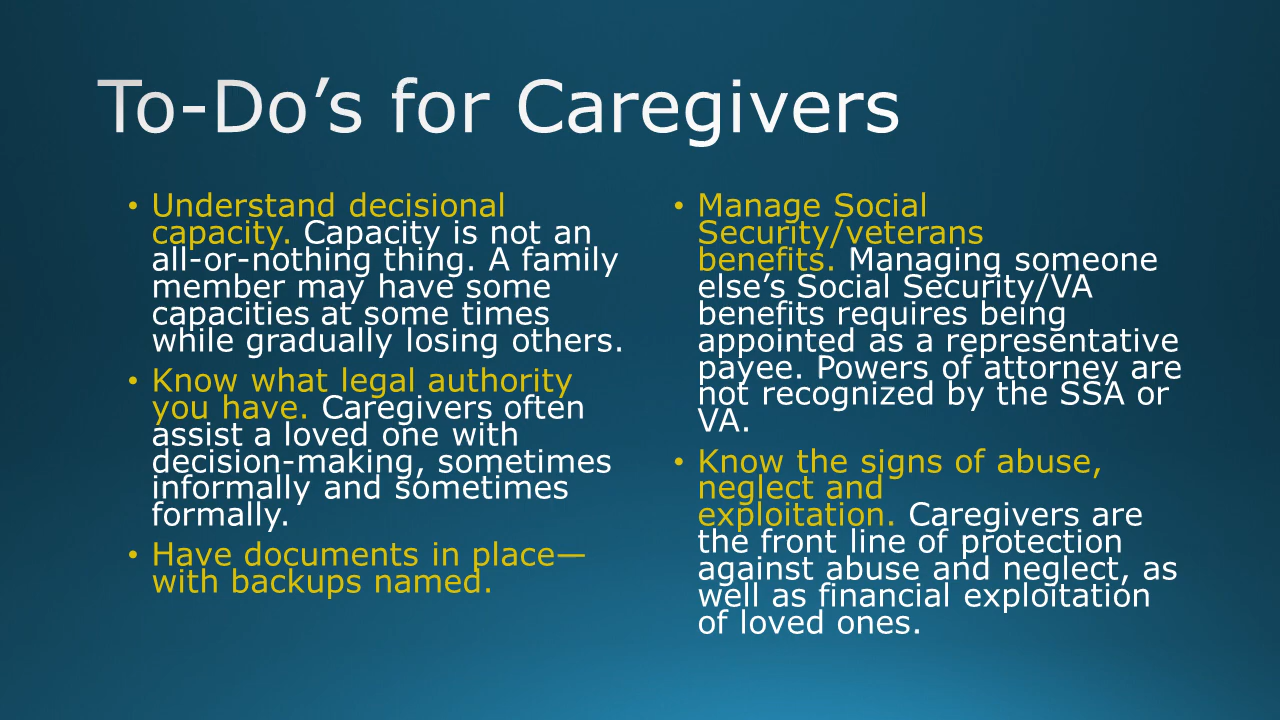 To-Do’s for Caregivers
• Understand decisional
capacity. Capacity is not an
all-or-nothing thing. A family
member may have some
capacities at some times
while gradually losing others.
• Know what legal authority
you have. Caregivers often
assist a loved one with
decision-making, sometimes
informally and sometimes
formally.
• Have documents in place—
with backups named.
• Manage Social
Security/veterans
benefits. Managing someone
else’s Social Security/VA
benefits requires being
appointed as a representative
payee. Powers of attorney are
not recognized by the SSA or
VA.
• Know the signs of abuse,
neglect and
exploitation. Caregivers are
the front line of protection
against abuse and neglect, as
well as financial exploitation
of loved ones.